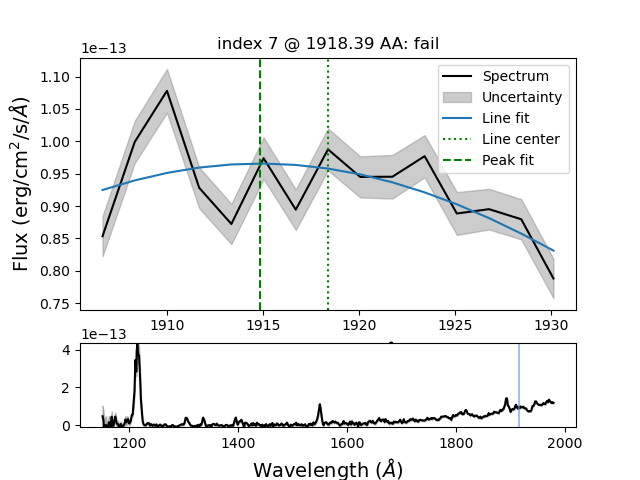 index 7 @ 1918.39 AA: fail
1e−13
Flux (erg/cm²/s/Å)
1.10
1.05
1.00
0.95
0.90
0.85
0.80
0.75
Spectrum
Uncertainty
Line fit
Line center
Peak fit
1910 1915 1920 1925 1930
1e−13
4
2
0
1200 1400 1600 1800 2000
Wavelength (Å)